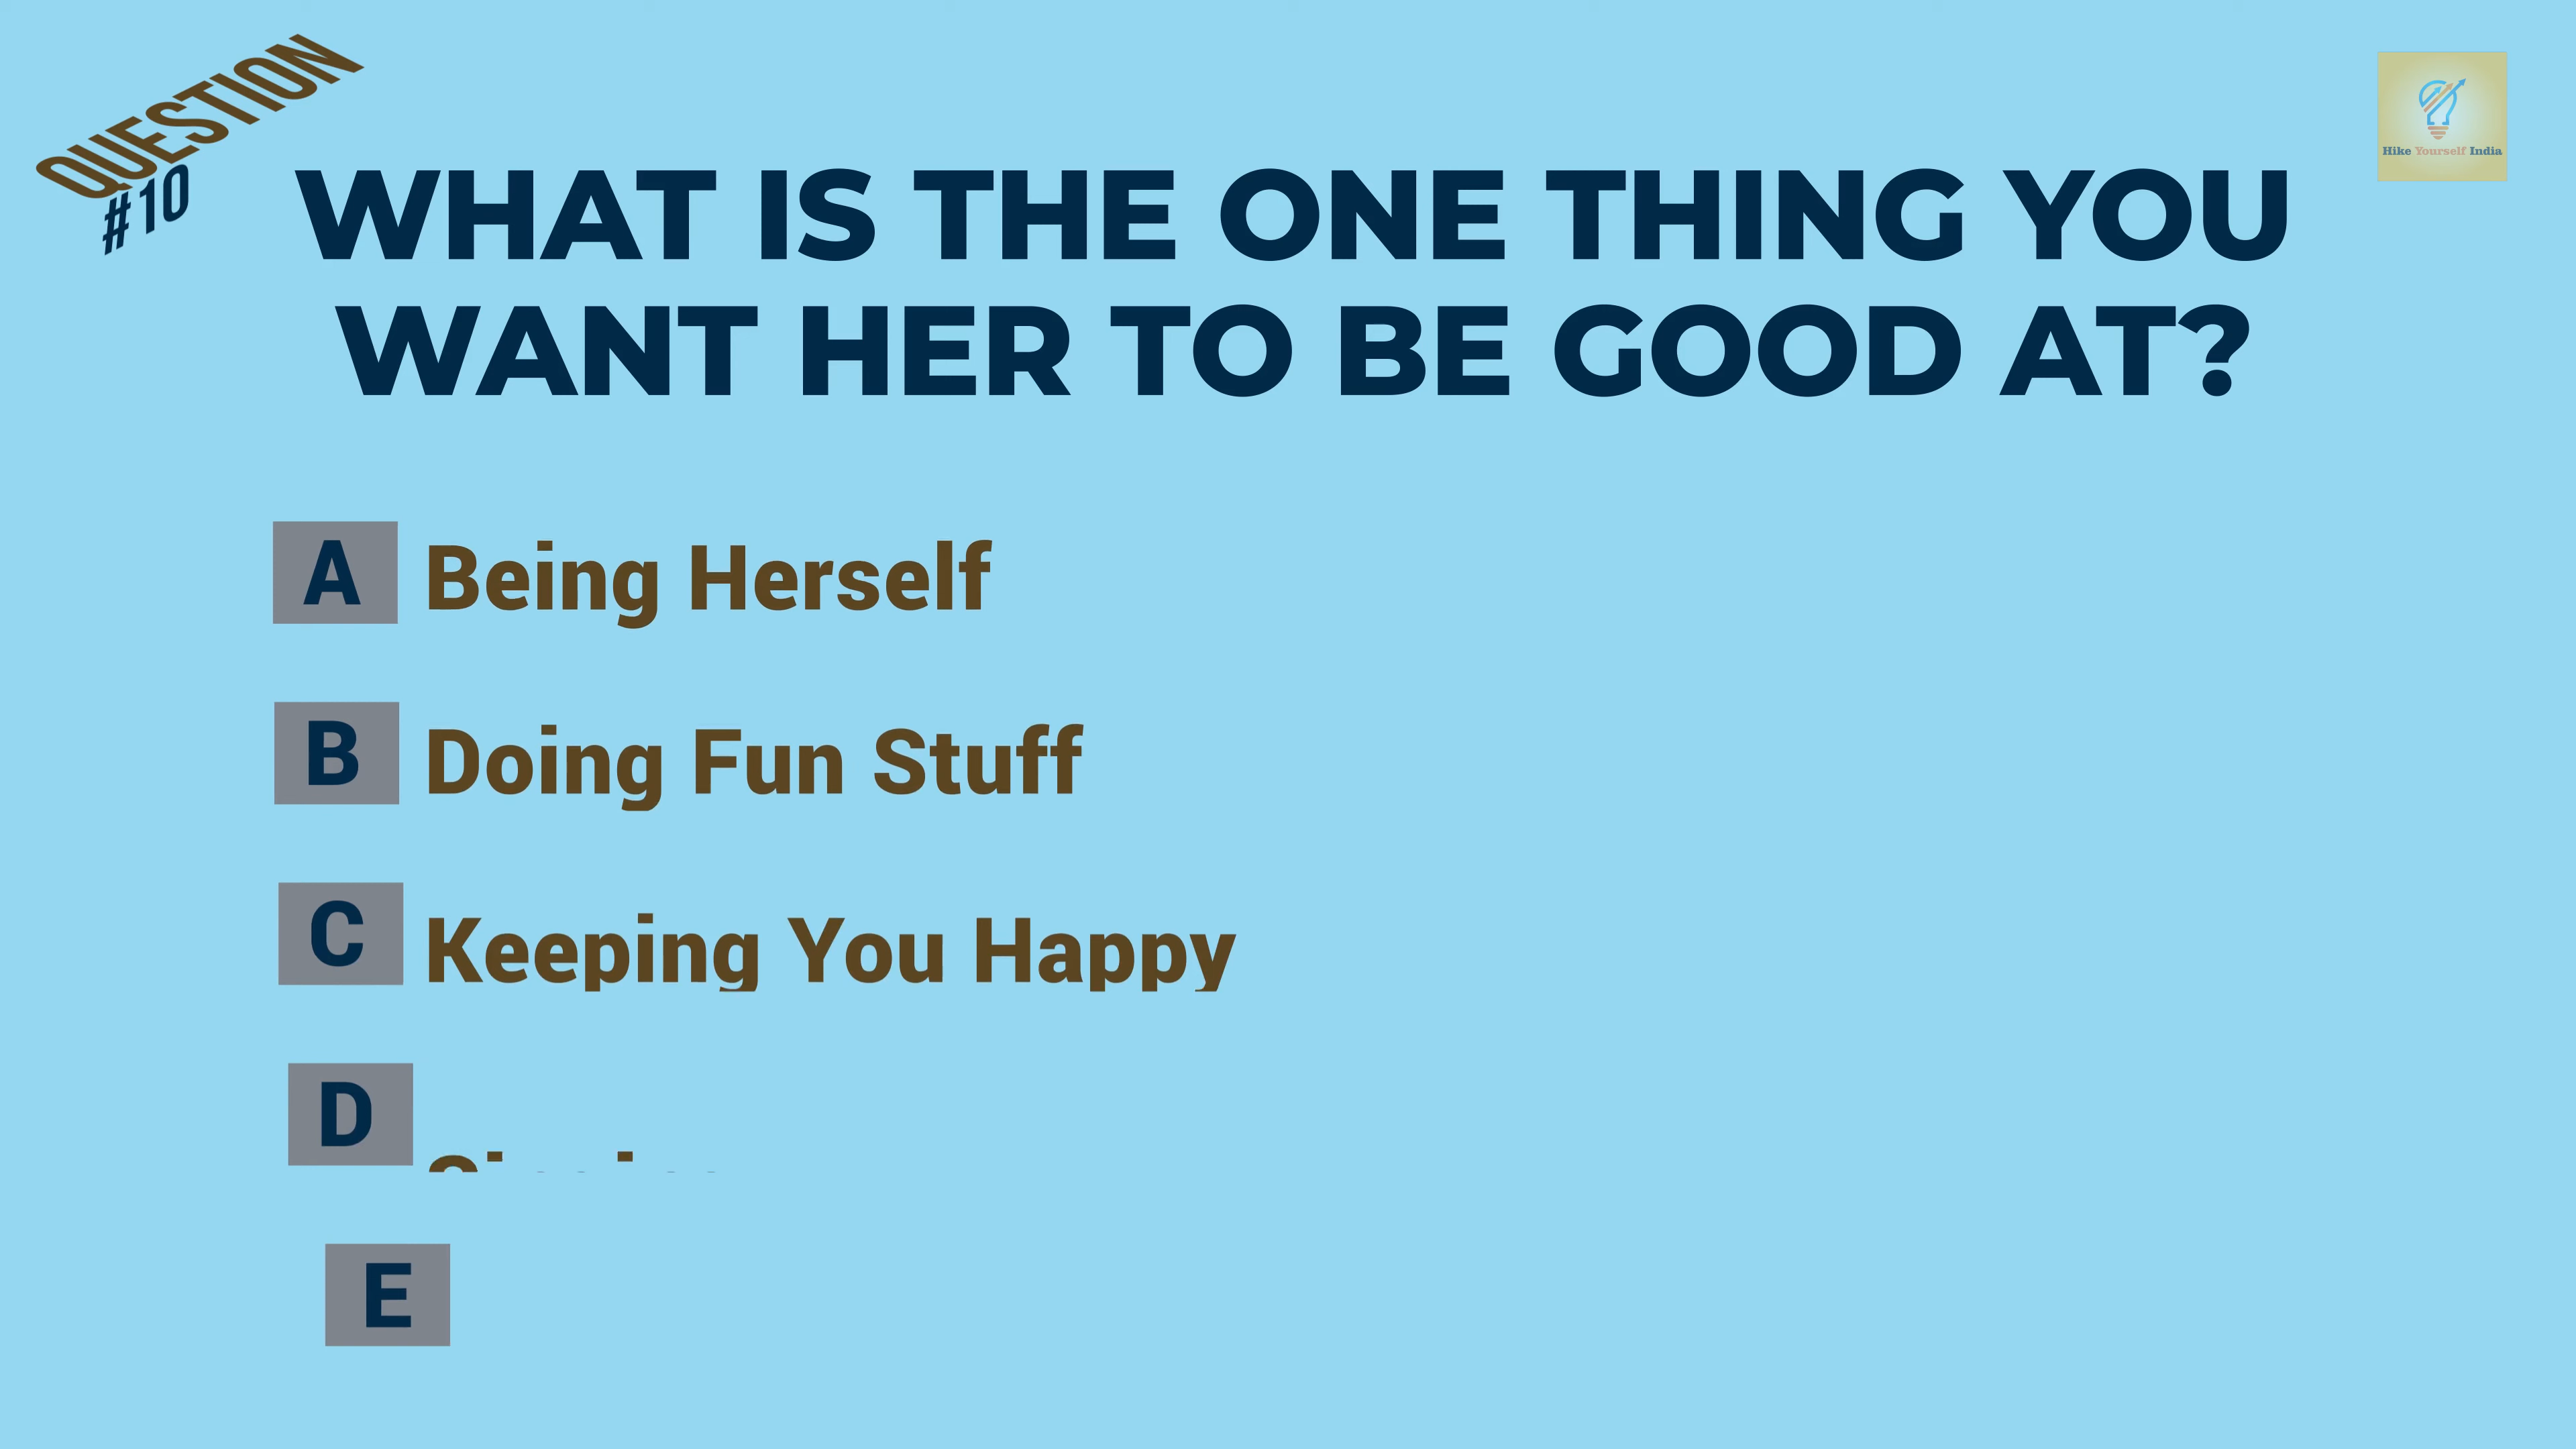 QUESTION
#10
WHAT IS THE ONE THING YOU
WANT HER TO BE GOOD AT?
Hike Yourself India
A Being Herself
B Doing Fun Stuff
C Keeping You Happy
D
E